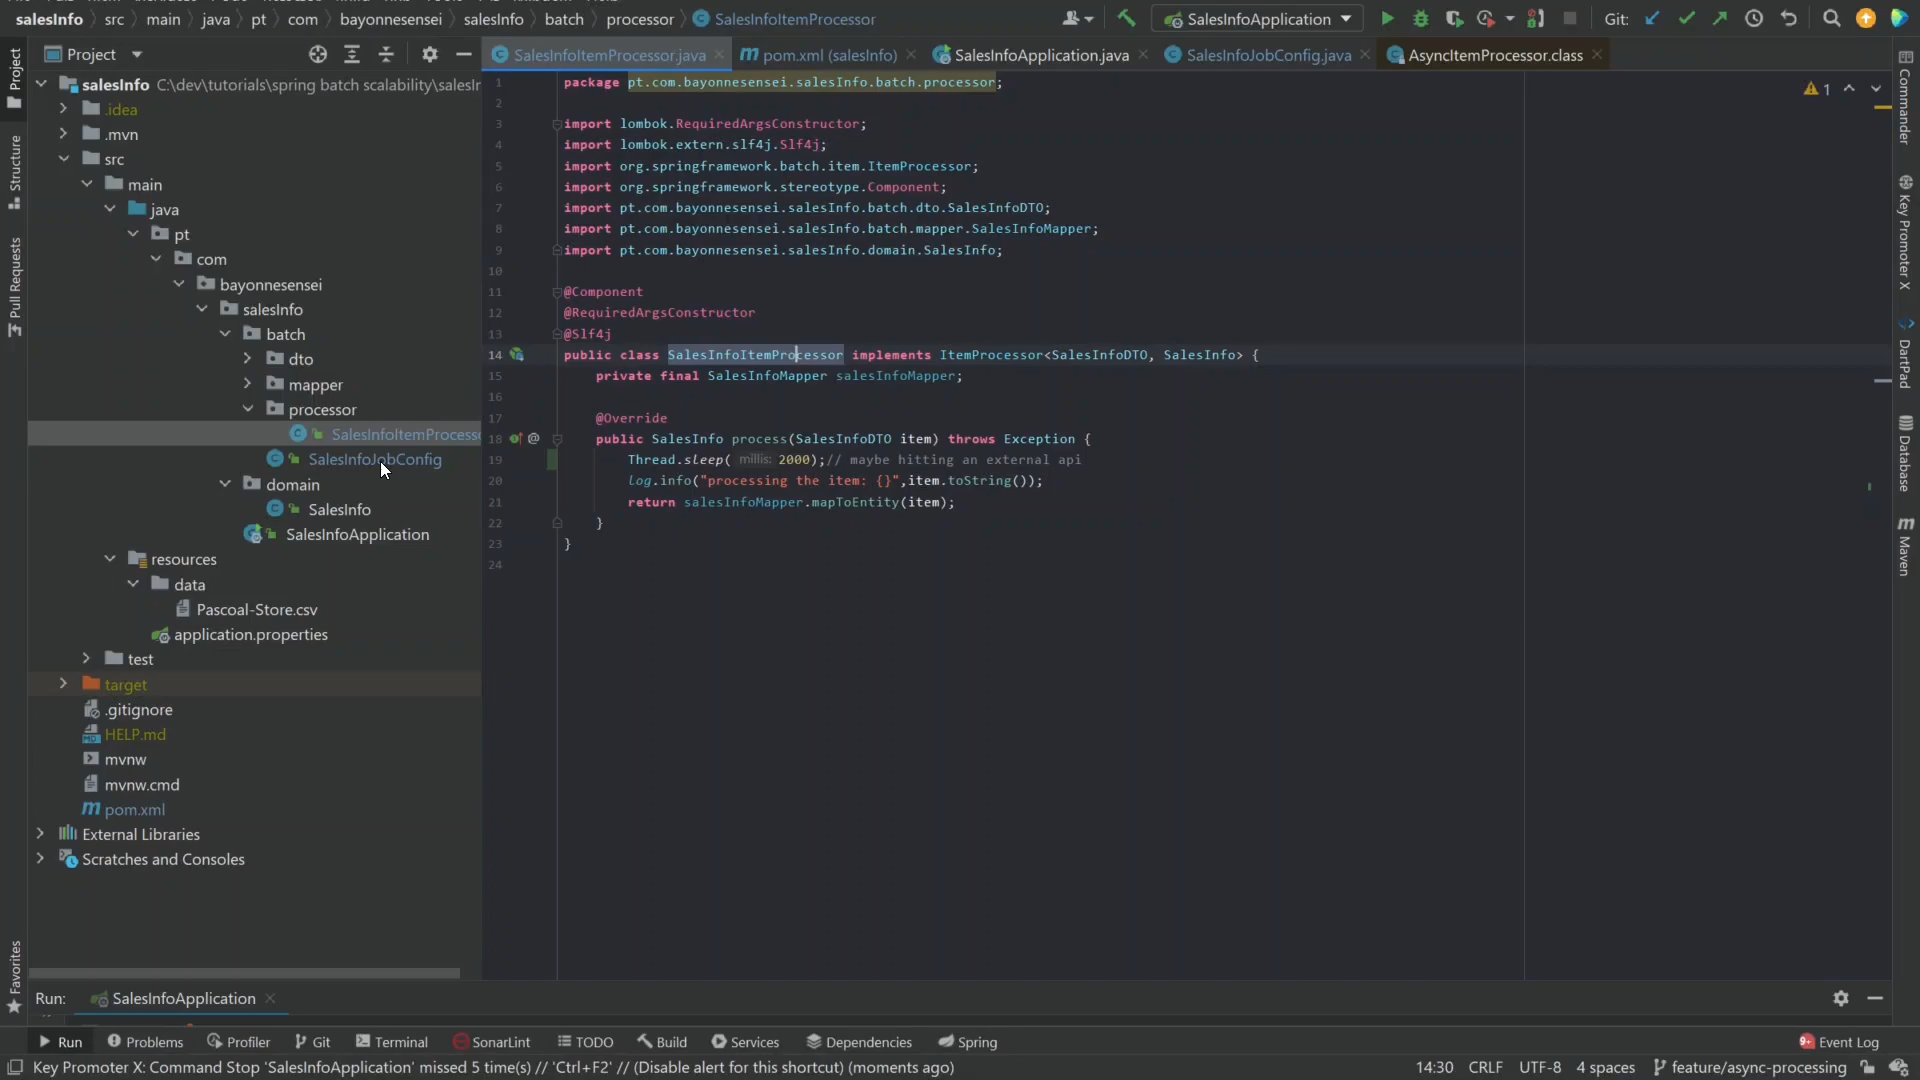 salesInfo src main java pt com bayonnesensei salesInfo batch processor SalesInfoItemProcessor SalesInfoApplication Git:
Project SalesInfoItemProcessor.java pom.xml (salesInfo) SalesInfoApplication.java SalesInfoJobConfig.java AsyncItemProcessor.class
salesInfo C:\dev\tutorials\spring batch scalability\salesIr
.idea
.mvn
src
main
java
pt
com
bayonnesensei
salesInfo
batch
dto
mapper
processor
SalesInfoItemProcess
SalesInfoJobConfig
domain
SalesInfo
SalesInfoApplication
resources
data
Pascoal-Store.csv
application.properties
test
target
.gitignore
HELP.md
mvnw
mvnw.cmd
pom.xml
External Libraries
Scratches and Consoles
Project
Structure
Pull Requests
Favorites
1 package pt.com.bayonnesensei.salesInfo.batch.processor;
2
3 import lombok.RequiredArgsConstructor;
4 import lombok.extern.slf4j.Slf4j;
5 import org.springframework.batch.item.ItemProcessor;
6 import org.springframework.stereotype.Component;
7 import pt.com.bayonnesensei.salesInfo.batch.dto.SalesInfoDTO;
8 import pt.com.bayonnesensei.salesInfo.batch.mapper.SalesInfoMapper;
9 import pt.com.bayonnesensei.salesInfo.domain.SalesInfo;
10
11 @Component
12 @RequiredArgsConstructor
13 @Slf4j
14 public class SalesInfoItemProcessor implements ItemProcessor<SalesInfoDTO, SalesInfo> {
15 private final SalesInfoMapper salesInfoMapper;
16
17 @Override
18 @ public SalesInfo process(SalesInfoDTO item) throws Exception {
19 Thread.sleep( millis: 2000);// maybe hitting an external api
20 log.info("processing the item: {}",item.toString());
21 return salesInfoMapper.mapToEntity(item);
22 }
23 }
24
1
Commander
Key Promoter X
DartPad
Database
Maven
Run: SalesInfoApplication
Run Problems Profiler Git Terminal SonarLint TODO Build Services Dependencies Spring 9+ Event Log
Key Promoter X: Command Stop 'SalesInfoApplication' missed 5 time(s) // 'Ctrl+F2' // (Disable alert for this shortcut) (moments ago) 14:30 CRLF UTF-8 4 spaces feature/async-processing